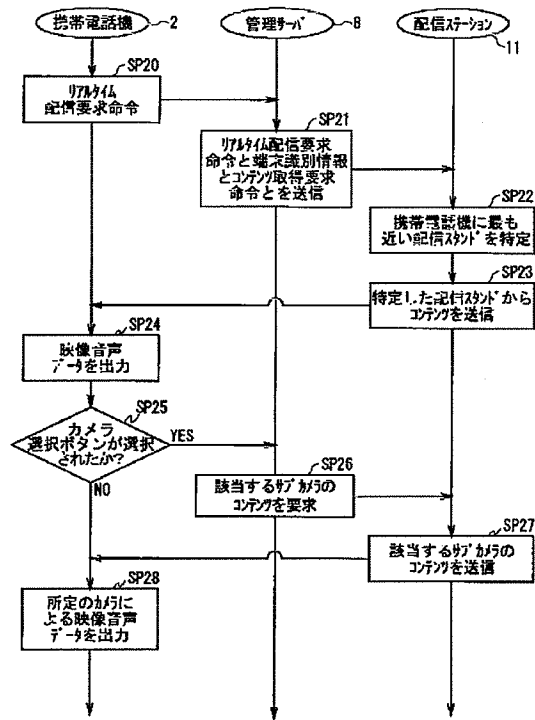 携帯電話機
2
管理サーバ
8
配信ステーション
11
SP20
リアルタイム
配信要求命令
SP21
リアルタイム配信要求
命令と端末識別情報
とコンテンツ取得要求
命令とを送信
SP22
携帯電話機に最も
近い配信スタンドを特定
SP23
特定した配信スタンドから
コンテンツを送信
SP24
映像音声
データを出力
SP25
カメラ
選択ボタンが選択
されたか?
YES
NO
SP26
該当するサブカメラの
コンテンツを要求
SP27
該当するサブカメラの
コンテンツを送信
SP28
所定のカメラに
よる映像音声
データを出力